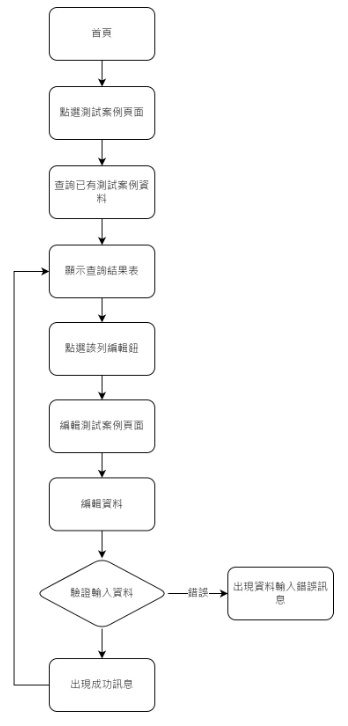 首頁
點選測試案例頁面
查詢已有測試案例資
料
顯示查詢結果表
點選該列編輯鈕
編輯測試案例頁面
編輯資料
驗證輸入資料
錯誤
出現資料輸入錯誤訊
息
出現成功訊息